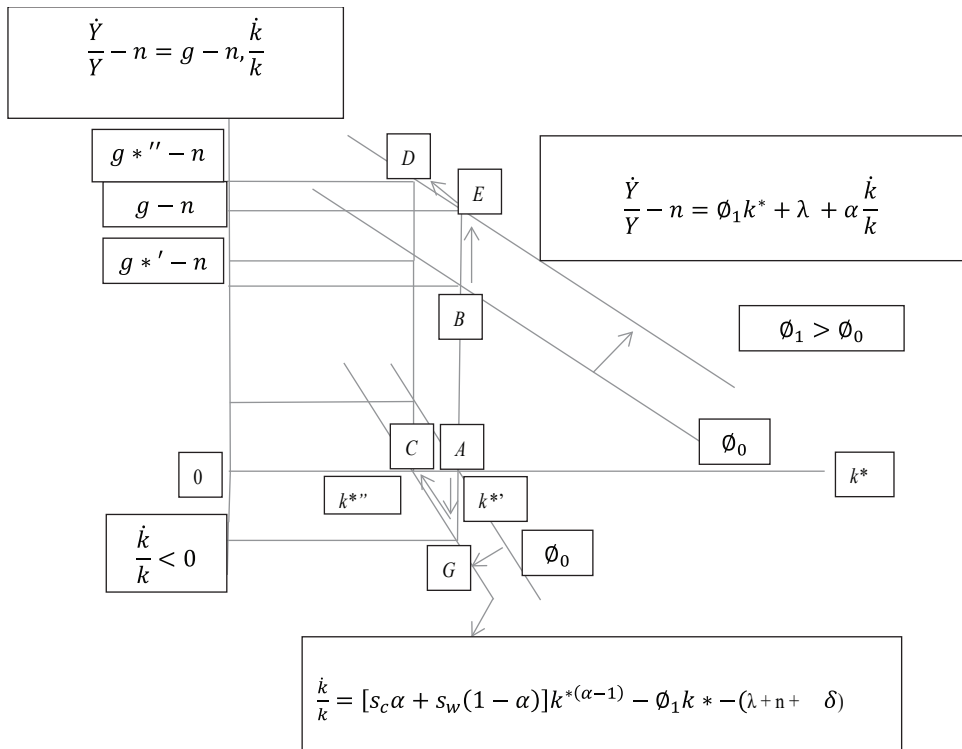 Ẏ/Y − n = g − n, k̇/k
g *′′ − n
g − n
g *′ − n
D
E
Ẏ/Y − n = ∅₁k* + λ + α k̇/k
B
∅₁ > ∅₀
∅₀
C
A
0
k*
k*”
k*’
k̇/k < 0
G
∅₀
k̇/k = [s_cα + s_w(1 − α)]k*⁽ᵅ⁻¹⁾ − ∅₁k * −(λ + n + δ)